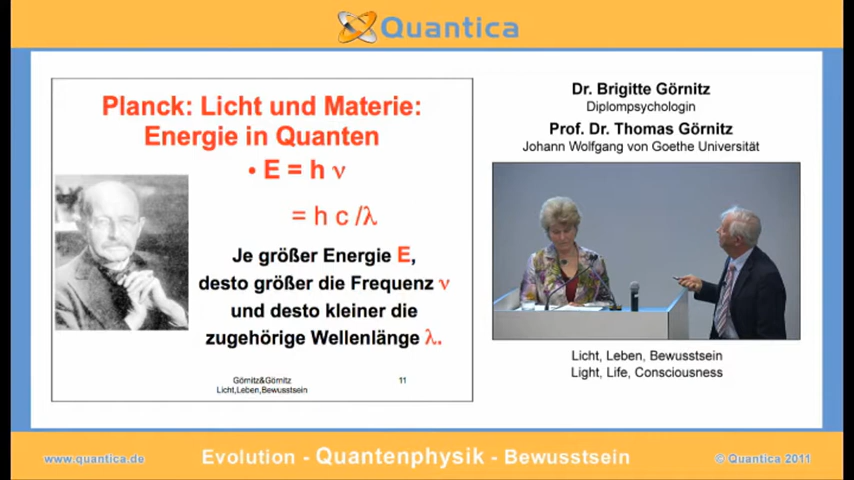 Quantica
Planck: Licht und Materie:
Energie in Quanten
• E = h ν
= h c /λ
Je größer Energie E,
desto größer die Frequenz ν
und desto kleiner die
zugehörige Wellenlänge λ.
Görnitz&Görnitz
Licht,Leben,Bewusstsein
11
Dr. Brigitte Görnitz
Diplompsychologin
Prof. Dr. Thomas Görnitz
Johann Wolfgang von Goethe Universität
Licht, Leben, Bewusstsein
Light, Life, Consciousness
www.quantica.de
Evolution - Quantenphysik - Bewusstsein
© Quantica 2011